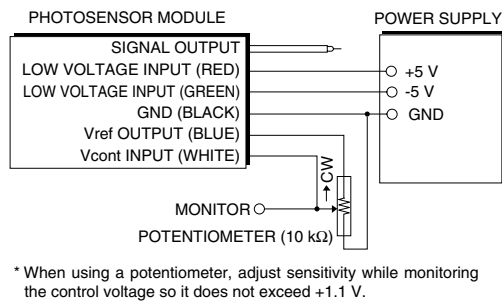 PHOTOSENSOR MODULE
POWER SUPPLY
SIGNAL OUTPUT
LOW VOLTAGE INPUT (RED)
+5 V
LOW VOLTAGE INPUT (GREEN)
-5 V
GND (BLACK)
GND
Vref OUTPUT (BLUE)
Vcont INPUT (WHITE)
CW
MONITOR
POTENTIOMETER (10 kΩ)
* When using a potentiometer, adjust sensitivity while monitoring
the control voltage so it does not exceed +1.1 V.